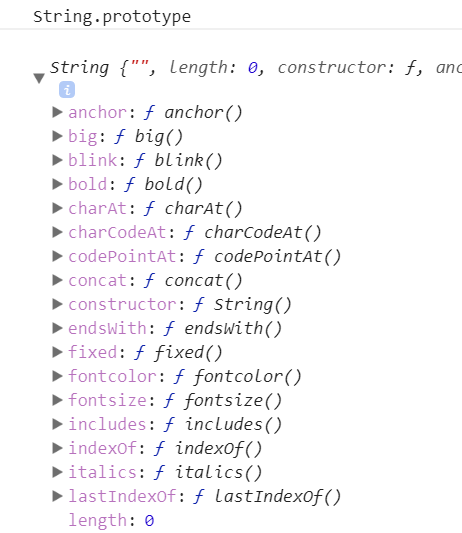 String.prototype
String {"", length: 0, constructor: ƒ, anc
i
anchor: ƒ anchor()
big: ƒ big()
blink: ƒ blink()
bold: ƒ bold()
charAt: ƒ charAt()
charCodeAt: ƒ charCodeAt()
codePointAt: ƒ codePointAt()
concat: ƒ concat()
constructor: ƒ String()
endsWith: ƒ endsWith()
fixed: ƒ fixed()
fontcolor: ƒ fontcolor()
fontsize: ƒ fontsize()
includes: ƒ includes()
indexOf: ƒ indexOf()
italics: ƒ italics()
lastIndexOf: ƒ lastIndexOf()
length: 0